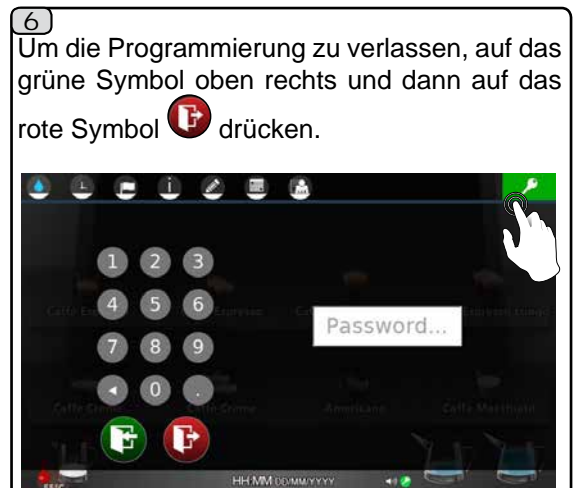 6
Um die Programmierung zu verlassen, auf das
grüne Symbol oben rechts und dann auf das
rote Symbol drücken.
1 2 3
4 5 6
Password...
7 8 9
0 .
Americano
HH:MM DD/MM/YYYY